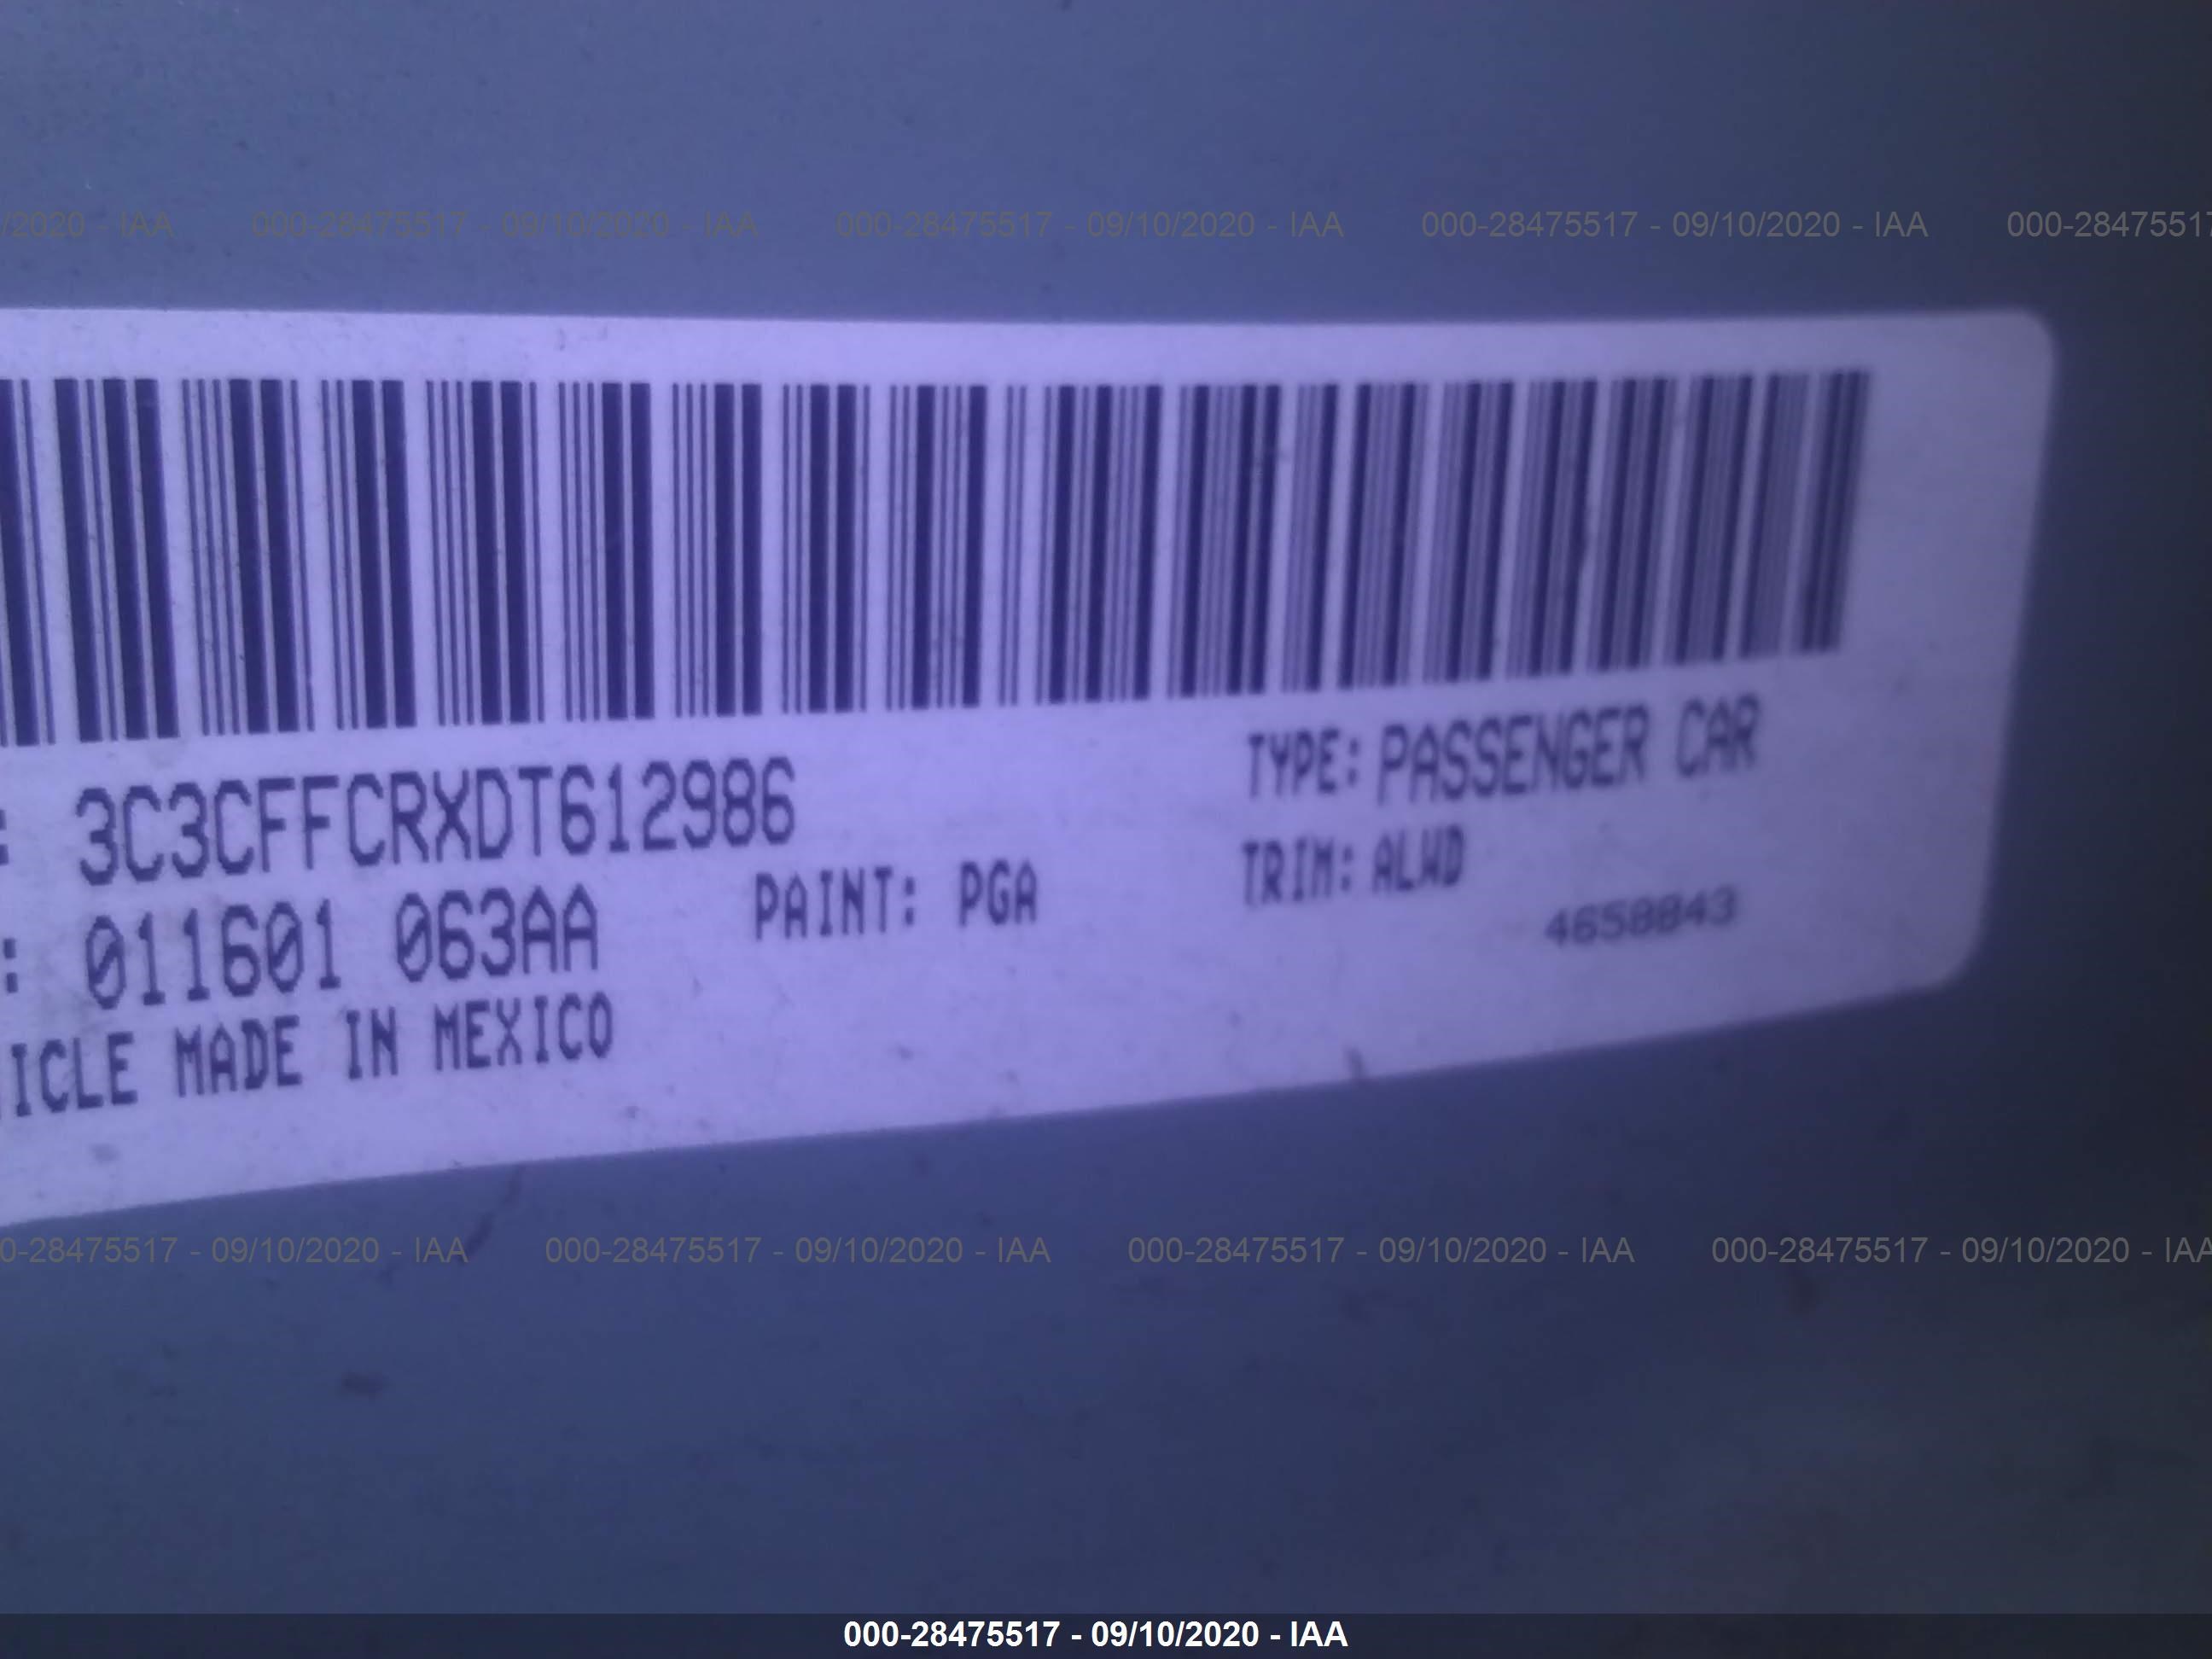 /2020 - IAA 000-28475517 - 09/10/2020 - IAA 000-28475517 - 09/10/2020 - IAA 000-28475517 - 09/10/2020 - IAA 000-28475517
: 3C3CFFCRXDT612986
TYPE: PASSENGER CAR
: 011601 063AA
PAINT: PGA
TRIM: ALWD
4658843
ICLE MADE IN MEXICO
0-28475517 - 09/10/2020 - IAA 000-28475517 - 09/10/2020 - IAA 000-28475517 - 09/10/2020 - IAA 000-28475517 - 09/10/2020 - IAA
000-28475517 - 09/10/2020 - IAA